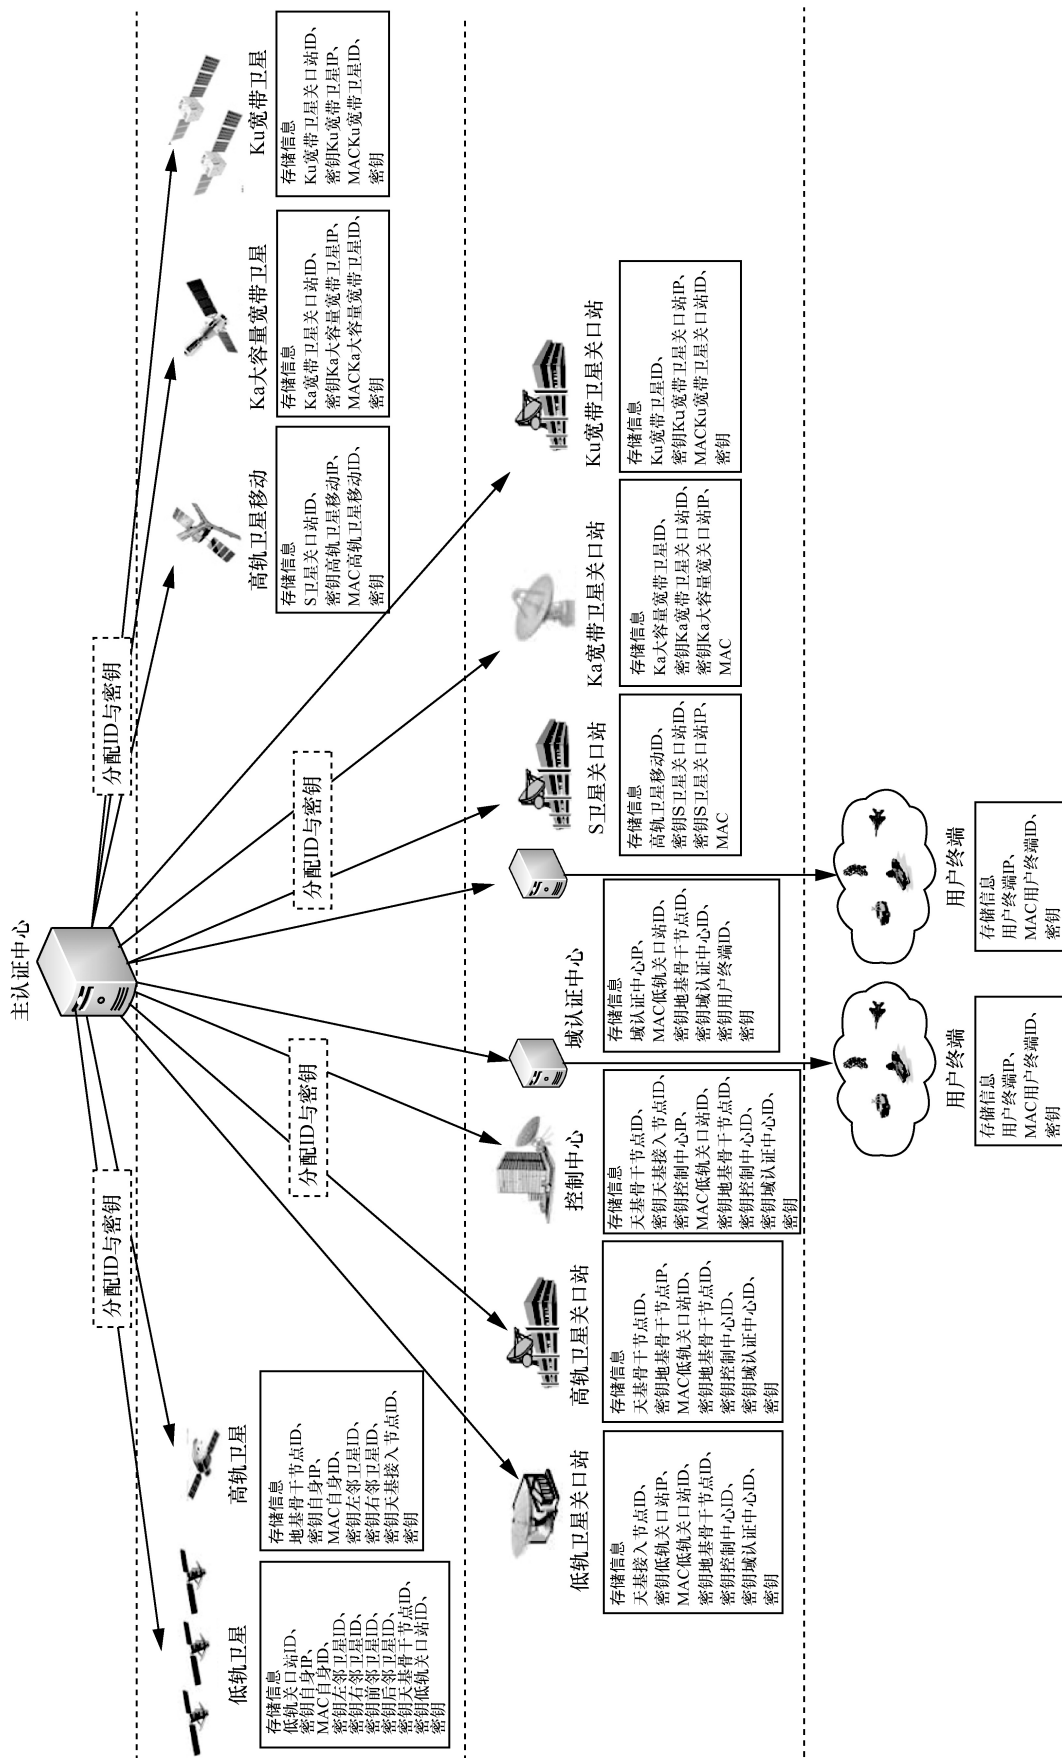 主认证中心
分配ID与密钥
分配ID与密钥
分配ID与密钥
分配ID与密钥
低轨卫星
存储信息
低轨关口站ID、
密钥自身IP、
MAC自身ID、
密钥左邻卫星ID、
密钥右邻卫星ID、
密钥前邻卫星ID、
密钥后邻卫星ID、
密钥天基骨干节点ID、
密钥低轨关口站ID、
密钥
高轨卫星
存储信息
地基骨干节点ID、
密钥自身IP、
MAC自身ID、
密钥左邻卫星ID、
密钥右邻卫星ID、
密钥天基接入节点ID、
密钥
高轨卫星移动
存储信息
S卫星关口站ID、
密钥高轨卫星移动IP、
MAC高轨卫星移动ID、
密钥
Ka大容量宽带卫星
存储信息
Ka宽带卫星关口站ID、
密钥Ka大容量宽带卫星IP、
MACKa大容量宽带卫星ID、
密钥
Ku宽带卫星
存储信息
Ku宽带卫星关口站ID、
密钥Ku宽带卫星IP、
MACKu宽带卫星ID、
密钥
低轨卫星关口站
存储信息
天基接入节点ID、
密钥低轨关口站IP、
MAC低轨关口站ID、
密钥地基骨干节点ID、
密钥控制中心ID、
密钥域认证中心ID、
密钥
高轨卫星关口站
存储信息
天基骨干节点ID、
密钥地基骨干节点IP、
MAC低轨关口站ID、
密钥地基骨干节点ID、
密钥控制中心ID、
密钥域认证中心ID、
密钥
控制中心
存储信息
天基骨干节点ID、
密钥天基接入节点ID、
密钥控制中心IP、
MAC低轨关口站ID、
密钥地基骨干节点ID、
密钥控制中心ID、
密钥域认证中心ID、
密钥
域认证中心
存储信息
域认证中心IP、
MAC低轨关口站ID、
密钥地基骨干节点ID、
密钥域认证中心ID、
密钥用户终端ID、
密钥
S卫星关口站
存储信息
高轨卫星移动ID、
密钥S卫星关口站ID、
密钥S卫星关口站IP、
MAC
Ka宽带卫星关口站
存储信息
Ka大容量宽带卫星ID、
密钥Ka宽带卫星关口站ID、
密钥Ka大容量宽关口站IP、
MAC
Ku宽带卫星关口站
存储信息
Ku宽带卫星ID、
密钥Ku宽带卫星关口站IP、
MACKu宽带卫星关口站ID、
密钥
用户终端
存储信息
用户终端IP、
MAC用户终端ID、
密钥
用户终端
存储信息
用户终端IP、
MAC用户终端ID、
密钥